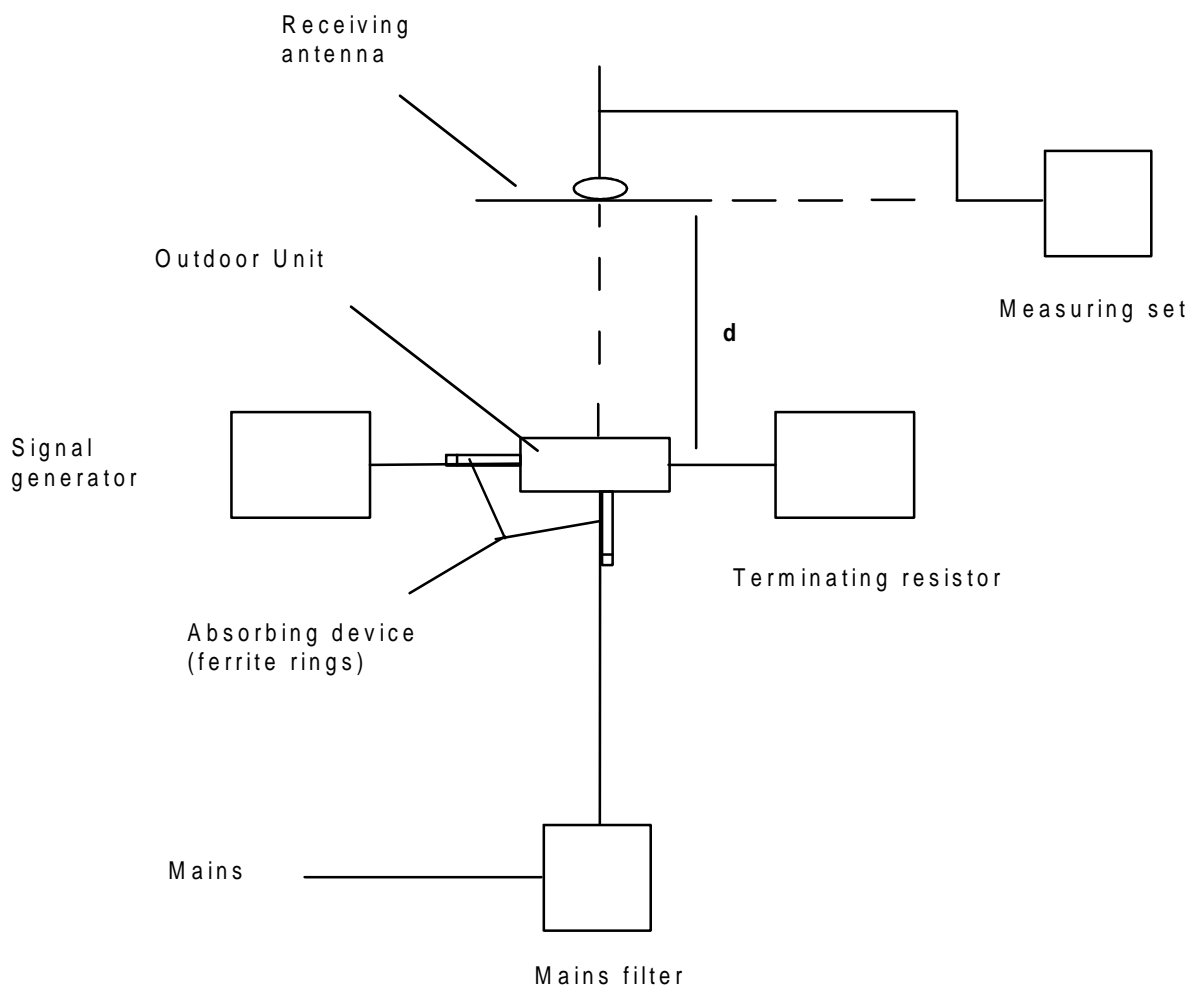 Receiving
antenna
Outdoor Unit
Measuring set
d
Signal
generator
Terminating resistor
Absorbing device
(ferrite rings)
Mains
Mains filter